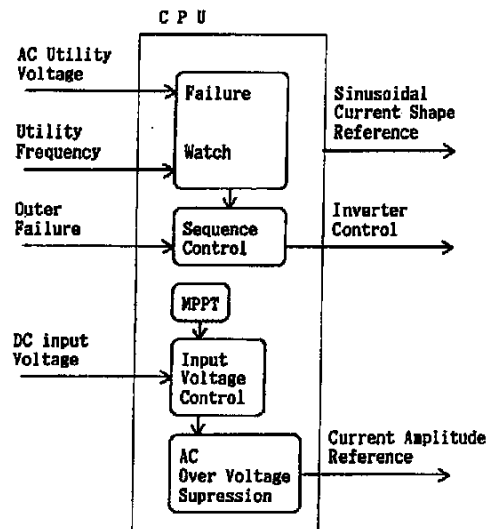 C P U
AC Utility
Voltage
Failure
Sinusoidal
Current Shape
Reference
Utility
Frequency
Watch
Outer
Failure
Sequence
Control
Inverter
Control
MPPT
DC input
Voltage
Input
Voltage
Control
AC
Over Voltage
Supression
Current Amplitude
Reference